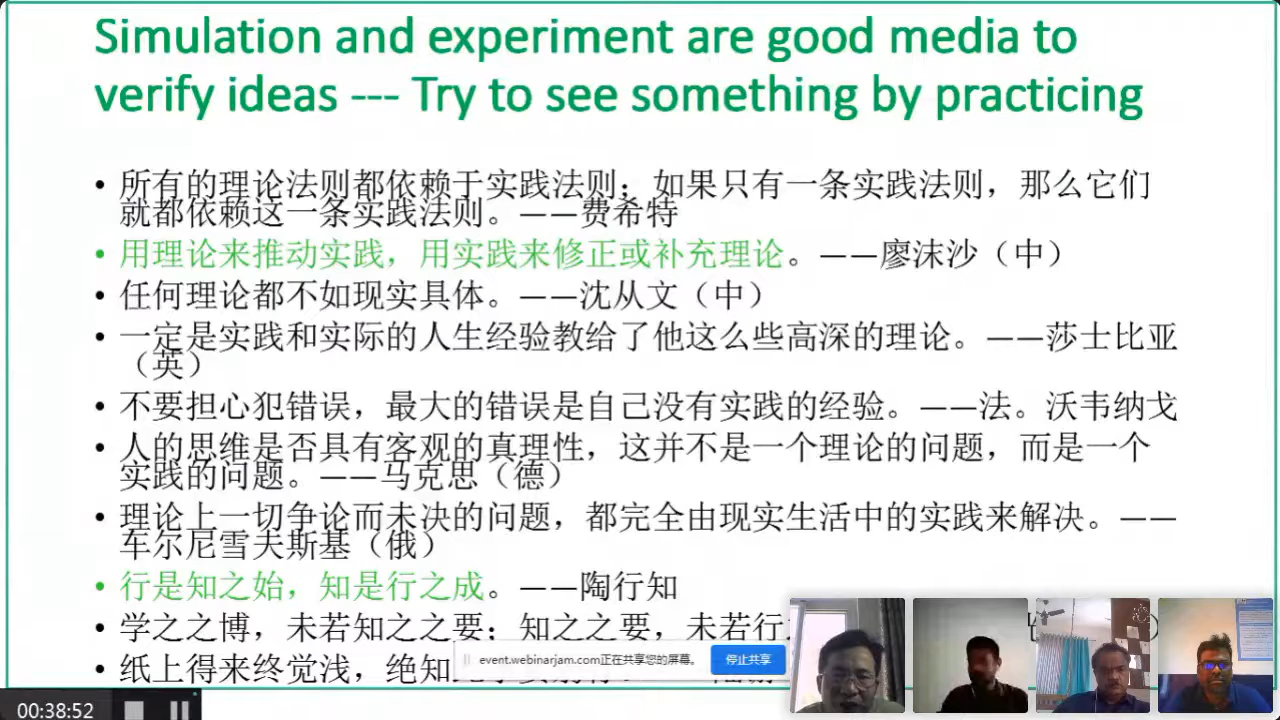 Simulation and experiment are good media to
verify ideas --- Try to see something by practicing
• 所有的理论法则都依赖于实践法则；如果只有一条实践法则，那么它们
就都依赖这一条实践法则。——费希特
• 用理论来推动实践，用实践来修正或补充理论。——廖沫沙（中）
• 任何理论都不如现实具体。——沈从文（中）
• 一定是实践和实际的人生经验教给了他这么些高深的理论。——莎士比亚
（英）
• 不要担心犯错误，最大的错误是自己没有实践的经验。——法。沃韦纳戈
• 人的思维是否具有客观的真理性，这并不是一个理论的问题，而是一个
实践的问题。——马克思（德）
• 理论上一切争论而未决的问题，都完全由现实生活中的实践来解决。——
车尔尼雪夫斯基（俄）
• 行是知之始，知是行之成。——陶行知
• 学之之博，未若知之之要；知之之要，未若行
• 纸上得来终觉浅，绝知
event.webinarjam.com正在共享您的屏幕。 停止共享
00:38:52